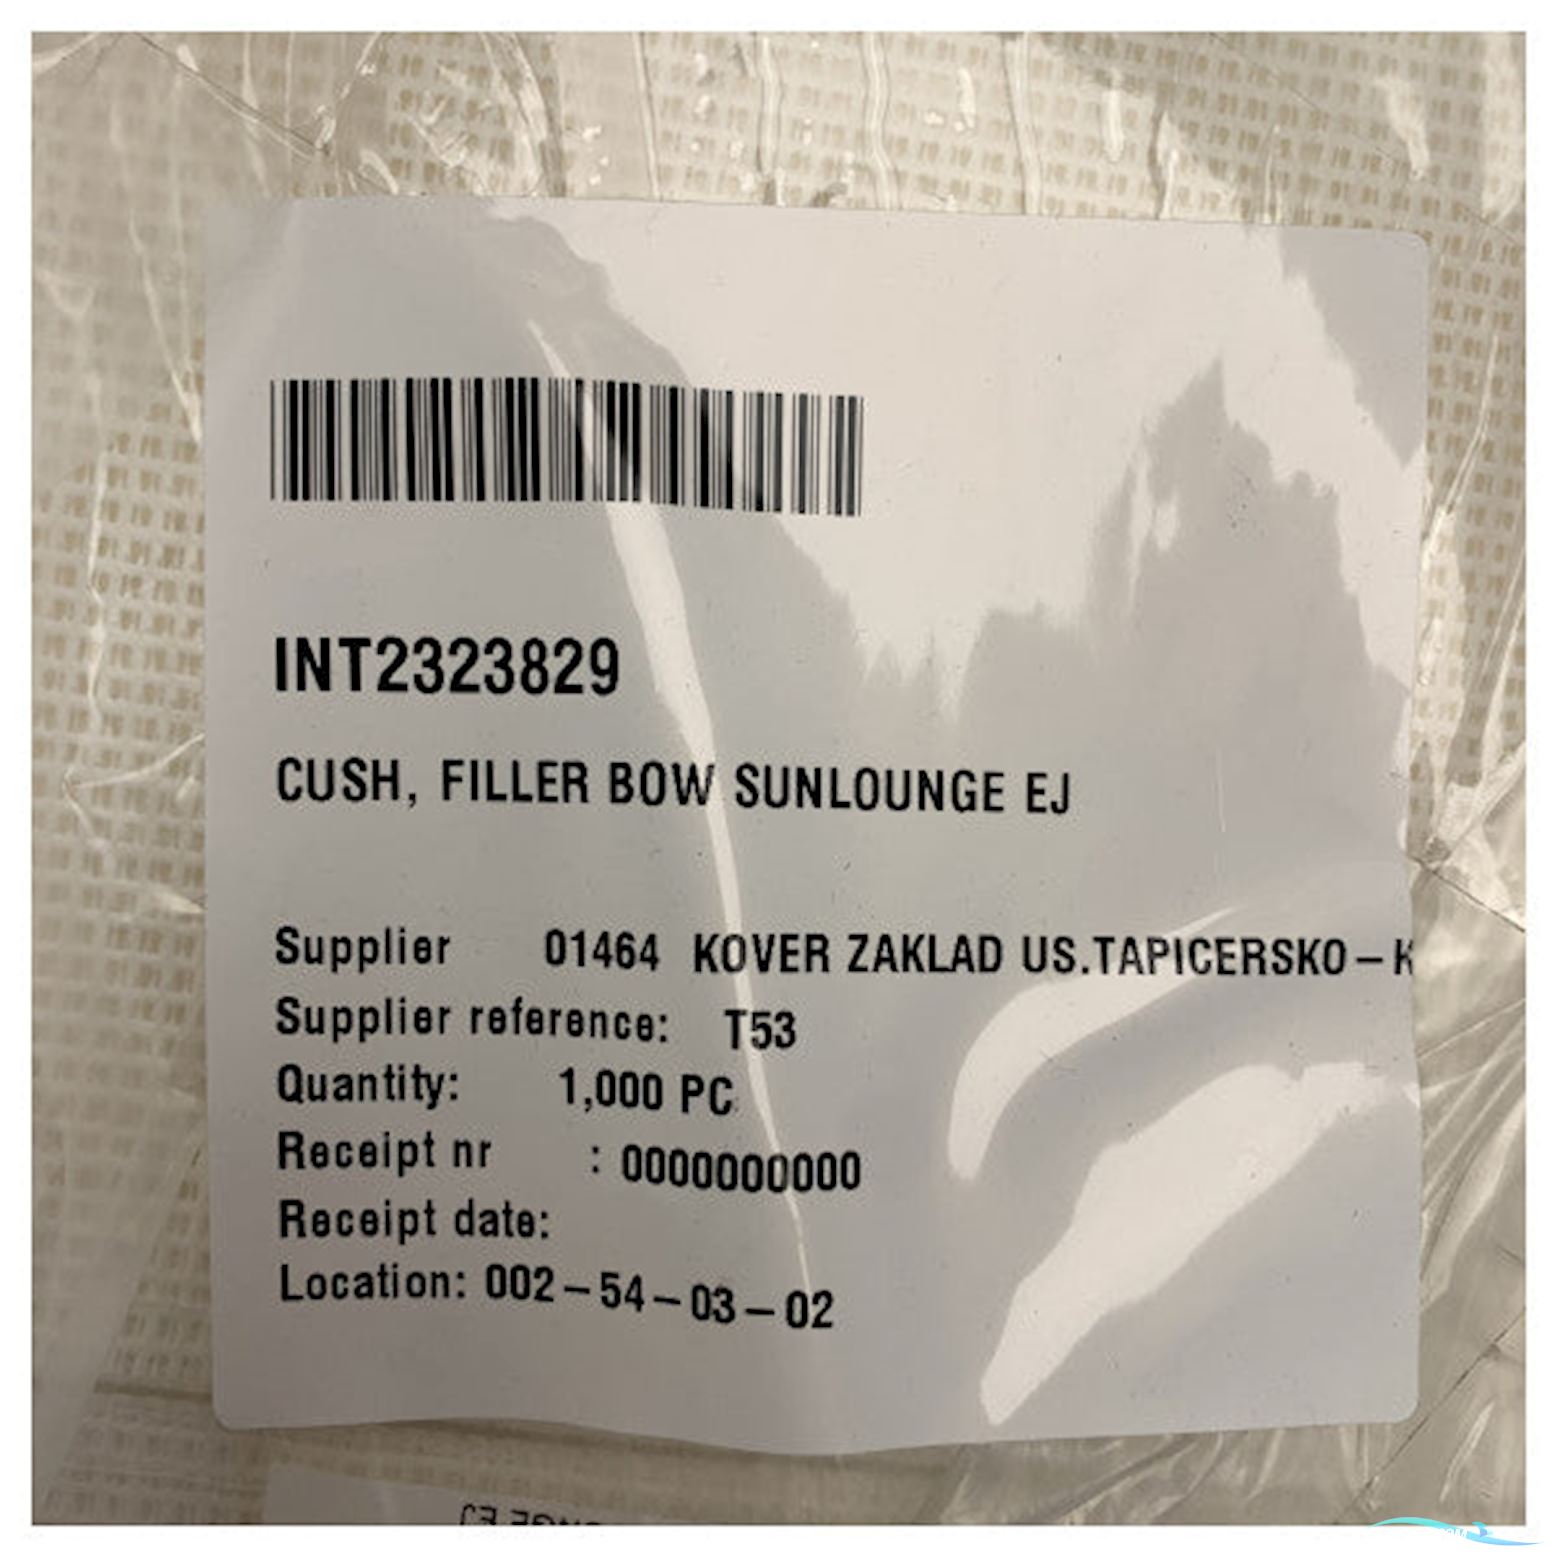 INT2323829
CUSH, FILLER BOW SUNLOUNGE EJ
Supplier 01464 KOVER ZAKLAD US.TAPICERSKO-K
Supplier reference: T53
Quantity: 1,000 PC
Receipt nr : 0000000000
Receipt date:
Location: 002-54-03-02